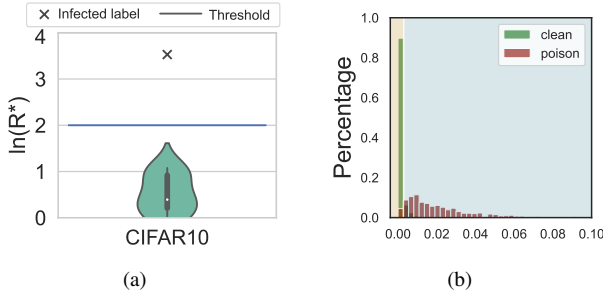 Infected label
Threshold
4
3
2
1
0
ln(R*)
CIFAR10
(a)
1.0
0.8
0.6
0.4
0.2
0.0
Percentage
clean
poison
0.00 0.02 0.04 0.06 0.08 0.10
(b)